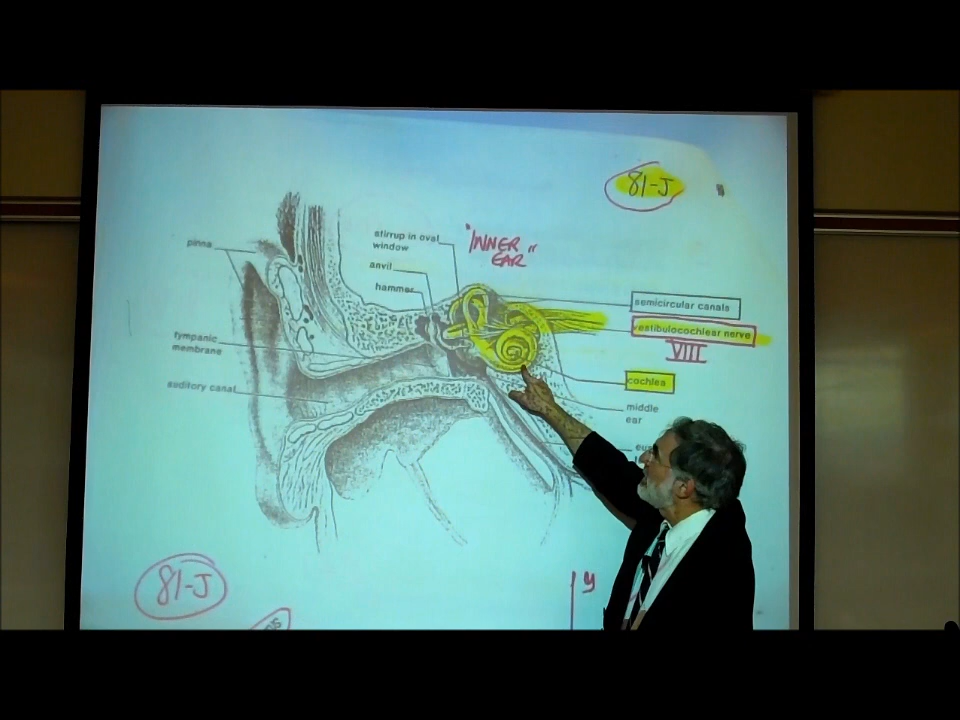 81-J
stirrup in oval
window
"INNER"
EAR
pinna
anvil
hammer
semicircular canals
vestibulocochlear nerve
VIII
tympanic
membrane
cochlea
auditory canal
middle
ear
81-J
y